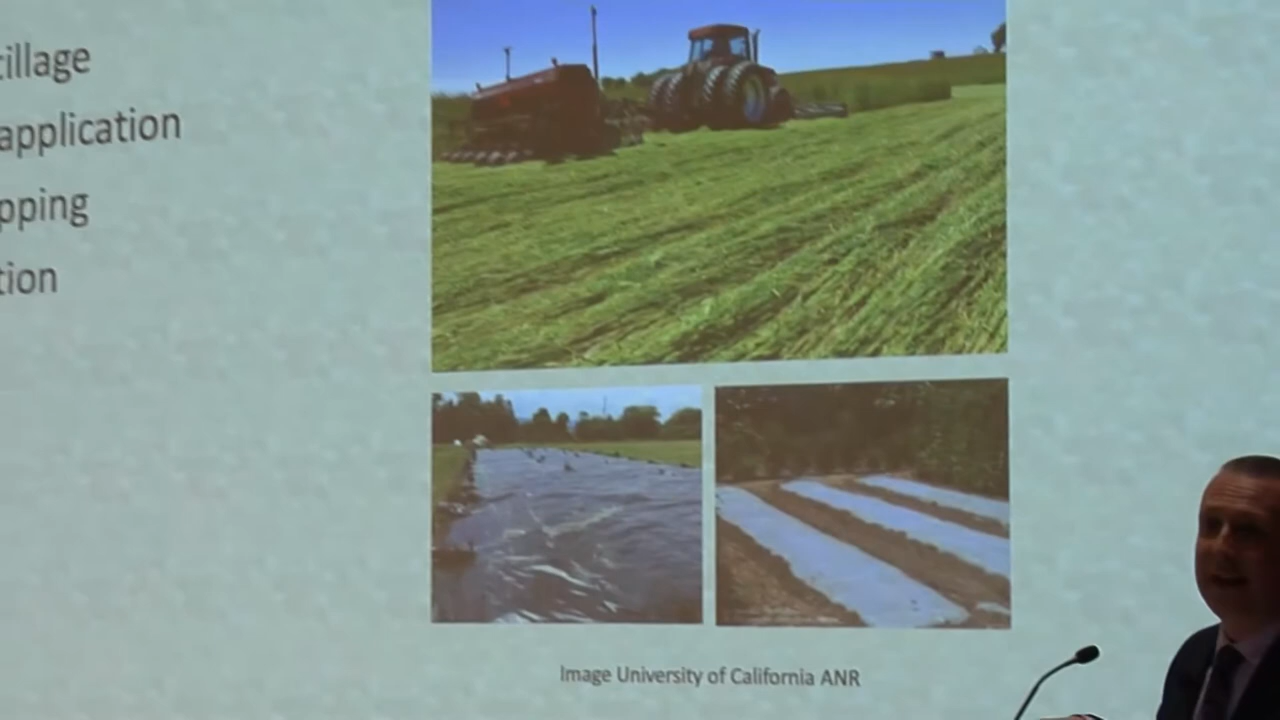 tillage
application
pping
tion
Image University of California ANR